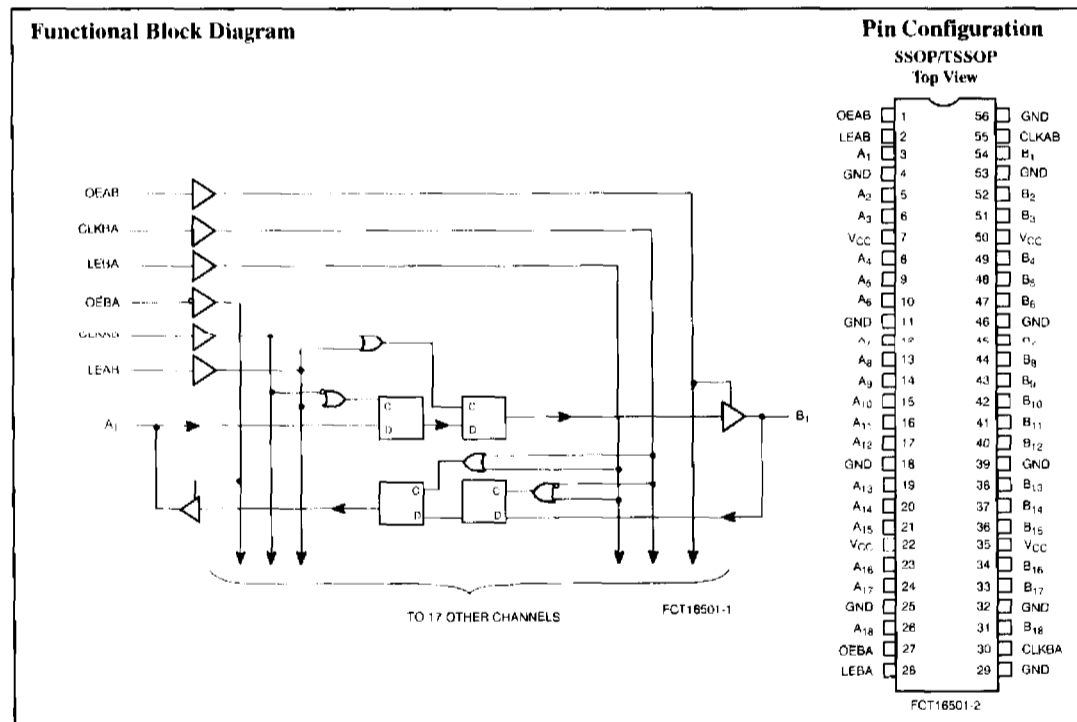 Functional Block Diagram
OEAB
CLKBA
LEBA
OEBA
LEAB
A1
C
D
C
D
B1
C
D
C
D
TO 17 OTHER CHANNELS
FCT16501-1
Pin Configuration
SSOP/TSSOP
Top View
OEAB 1 56 GND
LEAB 2 55 CLKAB
A1 3 54 B1
GND 4 53 GND
A2 5 52 B2
A3 6 51 B3
VCC 7 50 VCC
A4 8 49 B4
A5 9 48 B5
A6 10 47 B6
GND 11 46 GND
12 45
A8 13 44 B8
A9 14 43 B9
A10 15 42 B10
A11 16 41 B11
A12 17 40 B12
GND 18 39 GND
A13 19 38 B13
A14 20 37 B14
A15 21 36 B15
VCC 22 35 VCC
A16 23 34 B16
A17 24 33 B17
GND 25 32 GND
A18 26 31 B18
OEBA 27 30 CLKBA
LEBA 28 29 GND
FCT16501-2